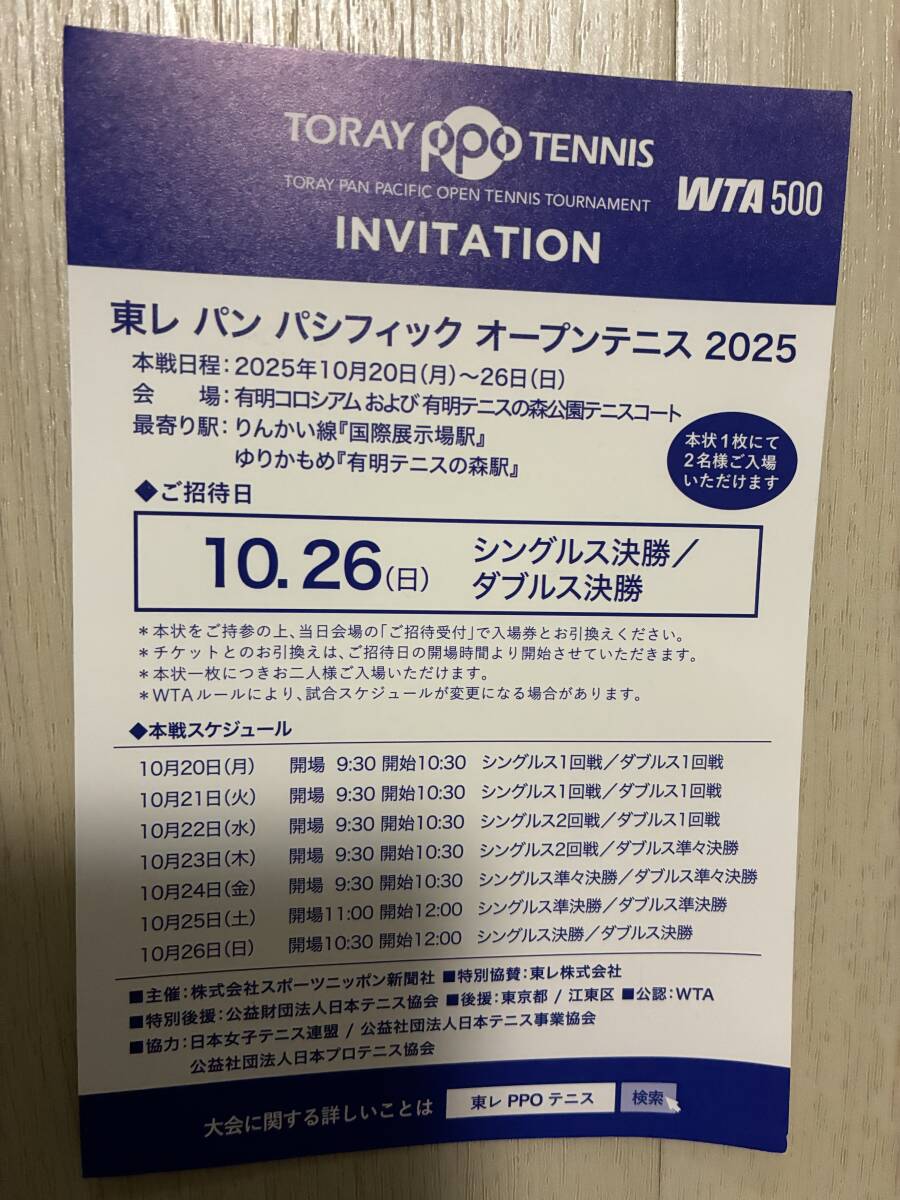 TORAY PPO TENNIS
TORAY PAN PACIFIC OPEN TENNIS TOURNAMENT
WTA 500
INVITATION
東レ パン パシフィック オープンテニス 2025
本戦日程：2025年10月20日（月）～26日（日）
会　　場：有明コロシアム および 有明テニスの森公園テニスコート
最寄り駅：りんかい線『国際展示場駅』
ゆりかもめ『有明テニスの森駅』
本状1枚にて
2名様ご入場
いただけます
◆ご招待日
10. 26（日） シングルス決勝／
ダブルス決勝
＊本状をご持参の上、当日会場の「ご招待受付」で入場券とお引換えください。
＊チケットとのお引換えは、ご招待日の開場時間より開始させていただきます。
＊本状一枚につきお二人様ご入場いただけます。
＊WTAルールにより、試合スケジュールが変更になる場合があります。
◆本戦スケジュール
10月20日（月） 開場 9:30 開始10:30 シングルス1回戦／ダブルス1回戦
10月21日（火） 開場 9:30 開始10:30 シングルス1回戦／ダブルス1回戦
10月22日（水） 開場 9:30 開始10:30 シングルス2回戦／ダブルス1回戦
10月23日（木） 開場 9:30 開始10:30 シングルス2回戦／ダブルス準々決勝
10月24日（金） 開場 9:30 開始10:30 シングルス準々決勝／ダブルス準々決勝
10月25日（土） 開場11:00 開始12:00 シングルス準決勝／ダブルス準決勝
10月26日（日） 開場10:30 開始12:00 シングルス決勝／ダブルス決勝
■主催：株式会社スポーツニッポン新聞社 ■特別協賛：東レ株式会社
■特別後援：公益財団法人日本テニス協会 ■後援：東京都 / 江東区 ■公認：WTA
■協力：日本女子テニス連盟 / 公益社団法人日本テニス事業協会
公益社団法人日本プロテニス協会
大会に関する詳しいことは 東レ PPO テニス 検索